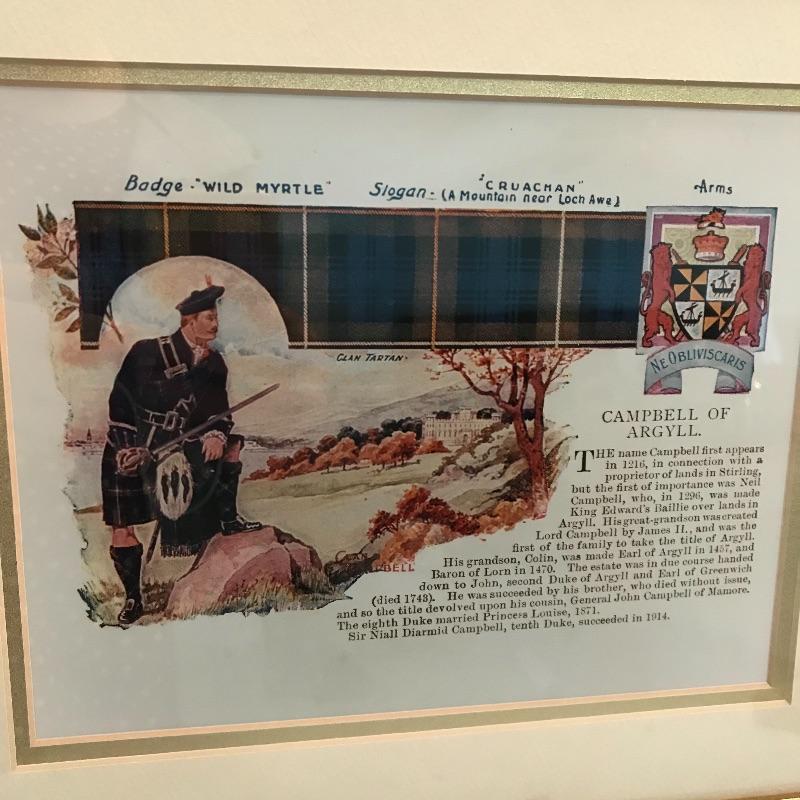 Badge - "WILD MYRTLE"
Slogan - "CRUACHAN"
(A Mountain near Loch Awe)
Arms
CLAN TARTAN.
NE OBLIVISCARIS
CAMPBELL OF
ARGYLL.
THE name Campbell first appears
in 1216, in connection with a
proprietor of lands in Stirling,
but the first of importance was Neil
Campbell, who, in 1296, was made
King Edward's Baillie over lands in
Argyll. His great-grandson was created
Lord Campbell by James II., and was the
first of the family to take the title of Argyll.
His grandson, Colin, was made Earl of Argyll in 1457, and
Baron of Lorn in 1470. The estate was in due course handed
down to John, second Duke of Argyll and Earl of Greenwich
(died 1743). He was succeeded by his brother, who died without issue,
and so the title devolved upon his cousin, General John Campbell of Mamore.
The eighth Duke married Princess Louise, 1871.
Sir Niall Diarmid Campbell, tenth Duke, succeeded in 1914.
CLAN
CAMPBELL